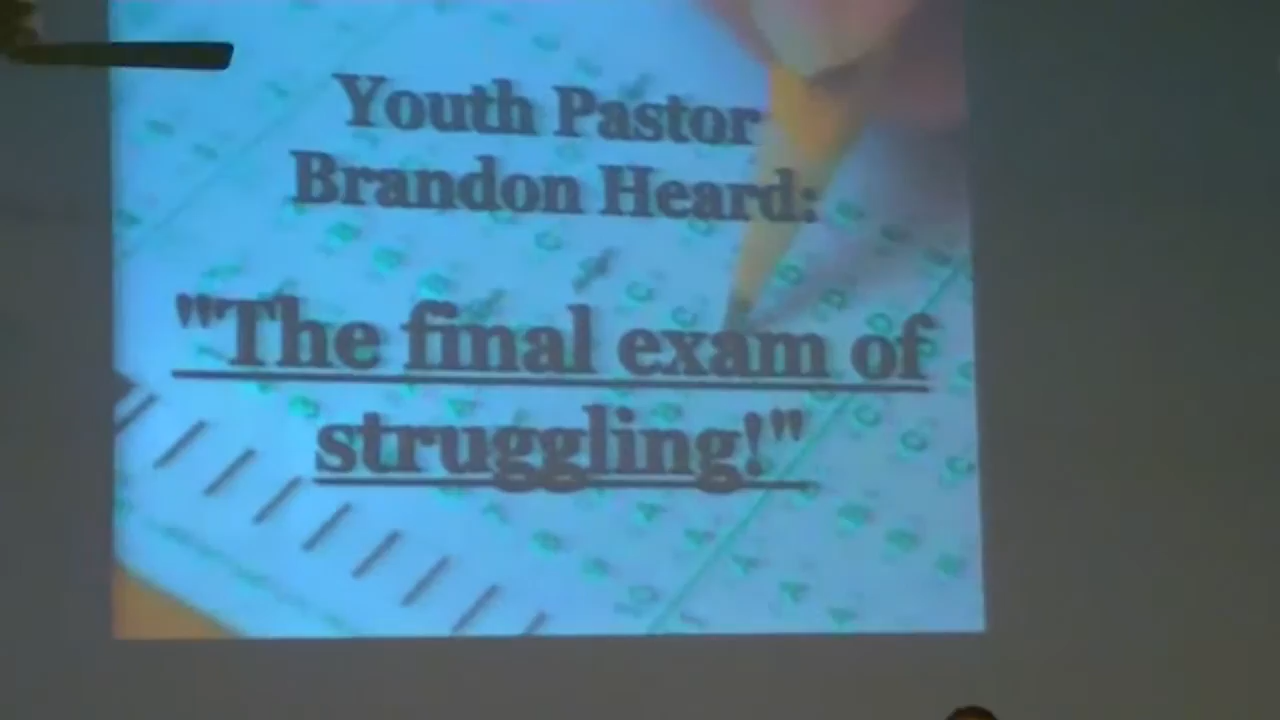 Youth Pastor
Brandon Heard:
"The final exam of
struggling!"